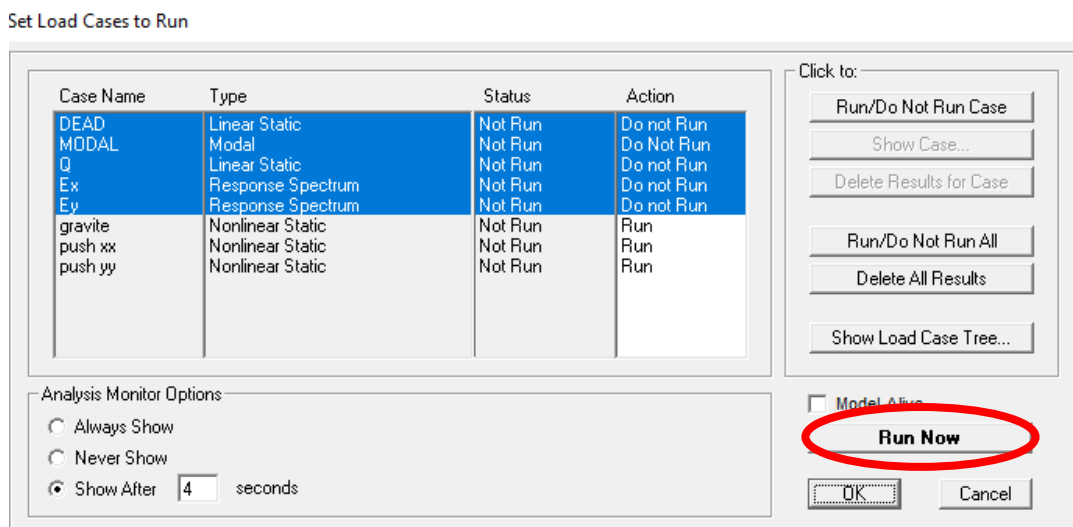 Set Load Cases to Run
Case Name Type Status Action
DEAD Linear Static Not Run Do not Run
MODAL Modal Not Run Do Not Run
Q Linear Static Not Run Do not Run
Ex Response Spectrum Not Run Do not Run
Ey Response Spectrum Not Run Do not Run
gravite Nonlinear Static Not Run Run
push xx Nonlinear Static Not Run Run
push yy Nonlinear Static Not Run Run
Click to:
Run/Do Not Run Case
Show Case...
Delete Results for Case
Run/Do Not Run All
Delete All Results
Show Load Case Tree...
Analysis Monitor Options
Always Show
Never Show
Show After 4 seconds
Model-Alive
Run Now
OK Cancel